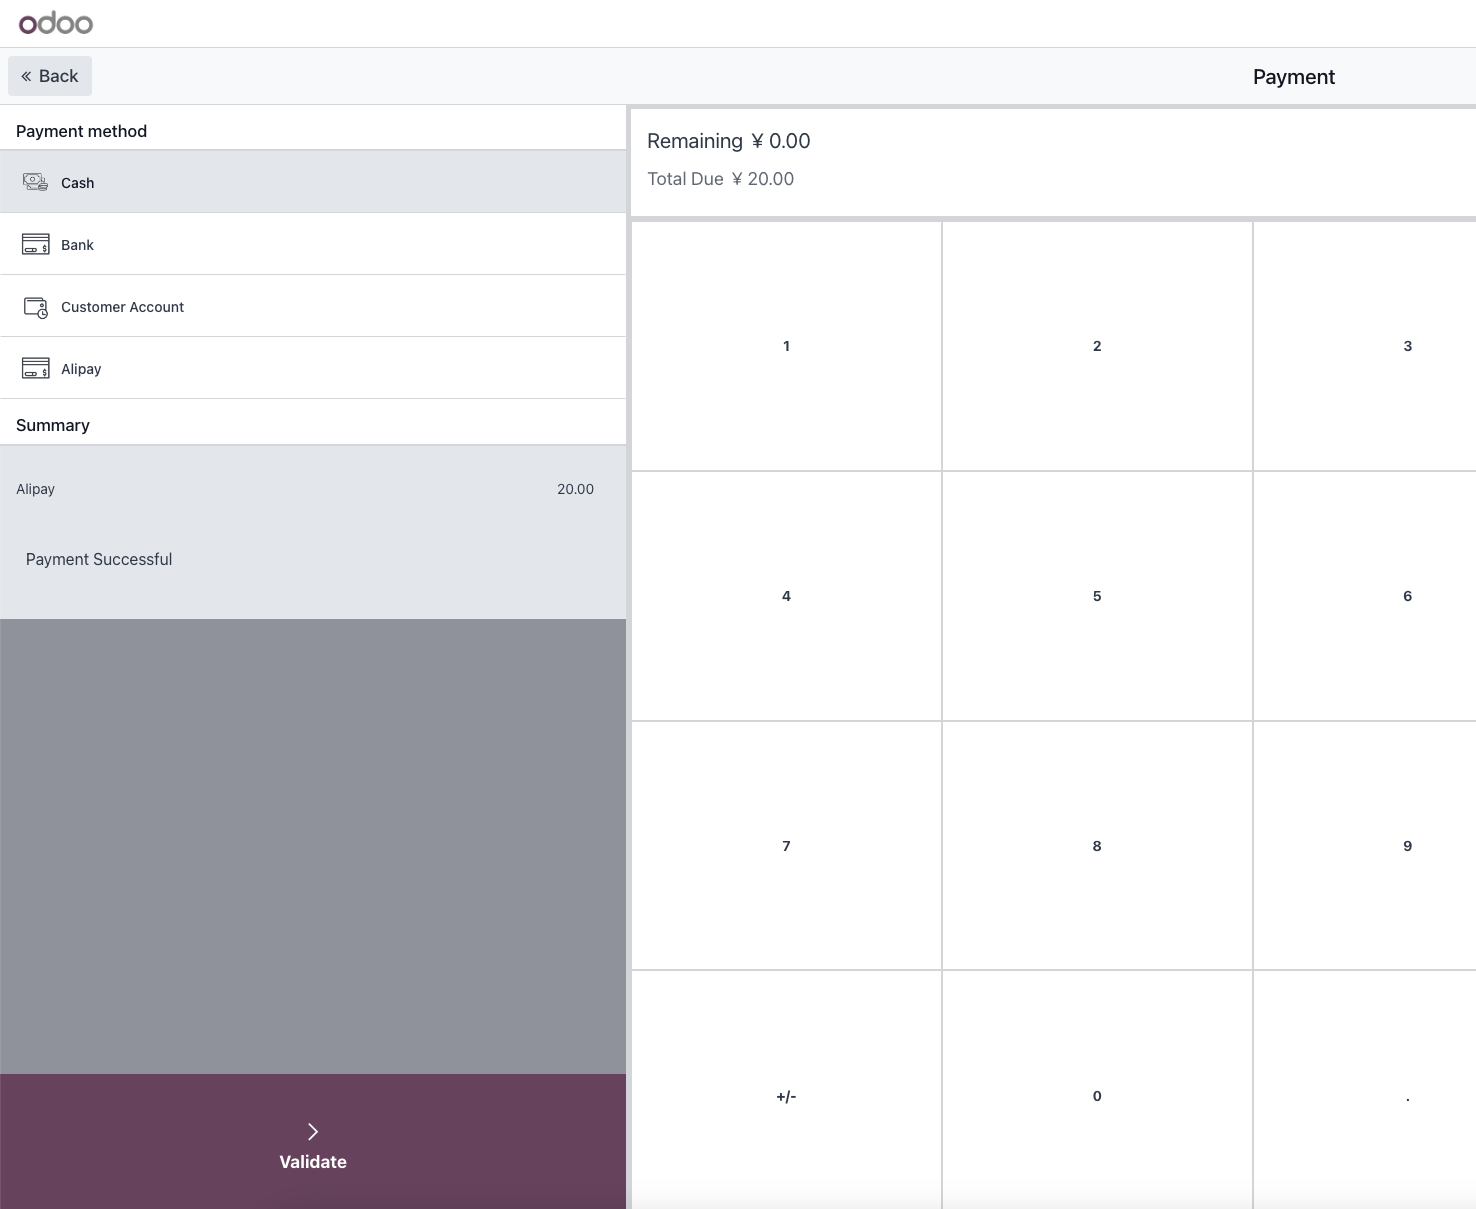 odoo
« Back
Payment
Payment method
Cash
Bank
Customer Account
Alipay
Summary
Alipay 20.00
Payment Successful
Validate
Remaining ¥ 0.00
Total Due ¥ 20.00
1 2 3
4 5 6
7 8 9
+/- 0 .